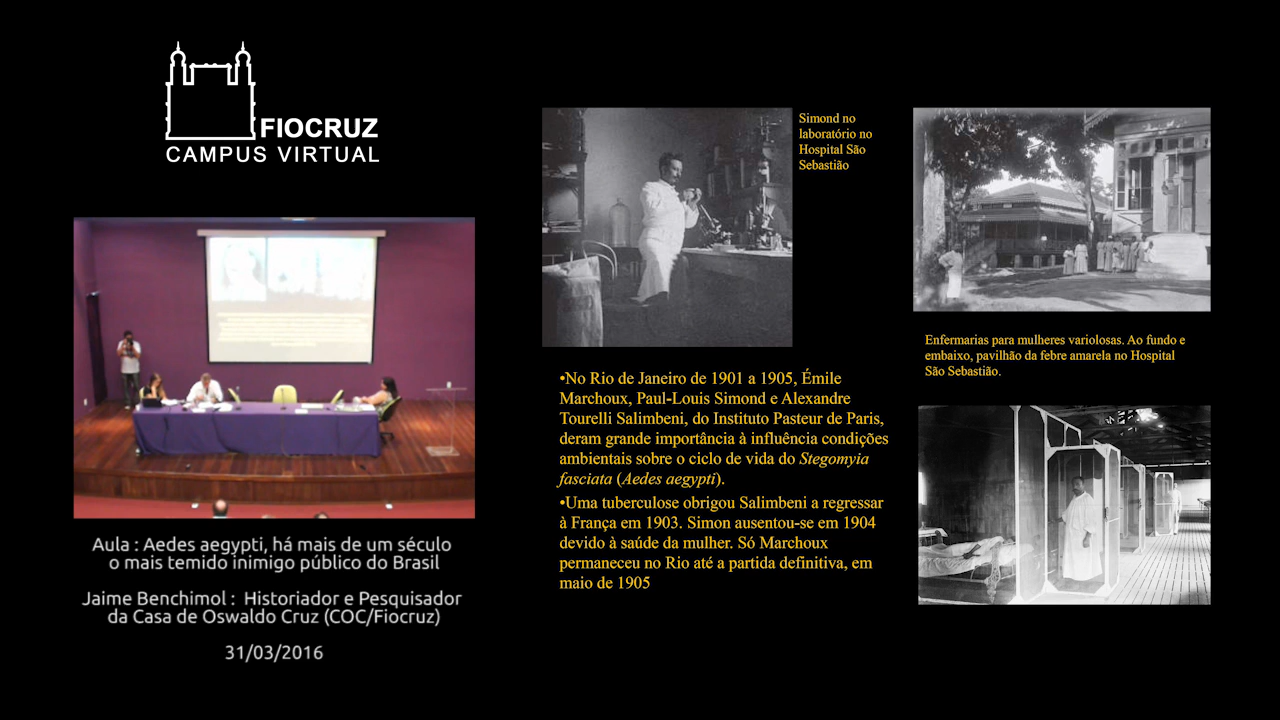 FIOCRUZ
CAMPUS VIRTUAL
Aula : Aedes aegypti, há mais de um século
o mais temido inimigo público do Brasil
Jaime Benchimol : Historiador e Pesquisador
da Casa de Oswaldo Cruz (COC/Fiocruz)
31/03/2016
Simond no
laboratório no
Hospital São
Sebastião
•No Rio de Janeiro de 1901 a 1905, Émile
Marchoux, Paul-Louis Simond e Alexandre
Tourelli Salimbeni, do Instituto Pasteur de Paris,
deram grande importância à influência condições
ambientais sobre o ciclo de vida do Stegomyia
fasciata (Aedes aegypti).
•Uma tuberculose obrigou Salimbeni a regressar
à França em 1903. Simon ausentou-se em 1904
devido à saúde da mulher. Só Marchoux
permaneceu no Rio até a partida definitiva, em
maio de 1905
Enfermarias para mulheres variolosas. Ao fundo e
embaixo, pavilhão da febre amarela no Hospital
São Sebastião.